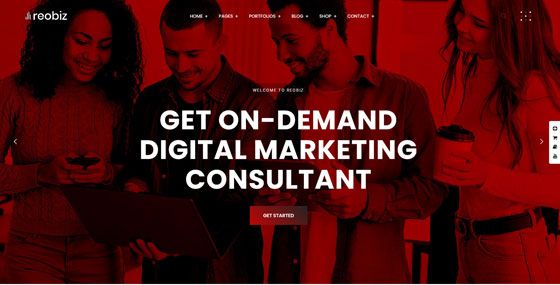 reobiz
HOME + PAGES + PORTFOLIOS + BLOG + SHOP + CONTACT +
WELCOME TO REOBIZ
GET ON-DEMAND
DIGITAL MARKETING
CONSULTANT
GET STARTED